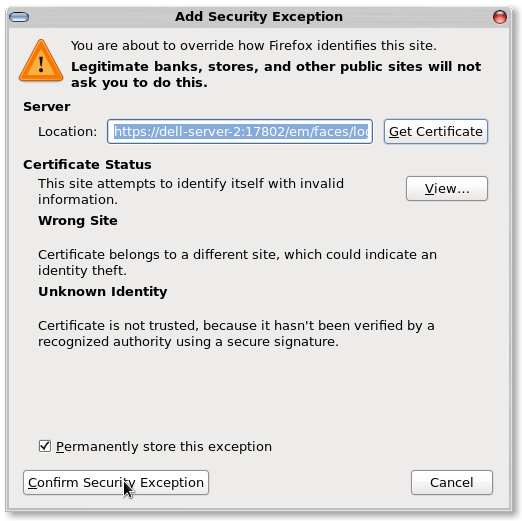 Add Security Exception
You are about to override how Firefox identifies this site.
Legitimate banks, stores, and other public sites will not
ask you to do this.
Server
Location:
https://dell-server-2:17802/em/faces/loc
Get Certificate
Certificate Status
This site attempts to identify itself with invalid
information.
View...
Wrong Site
Certificate belongs to a different site, which could indicate an
identity theft.
Unknown Identity
Certificate is not trusted, because it hasn't been verified by a
recognized authority using a secure signature.
Permanently store this exception
Confirm Security Exception
Cancel